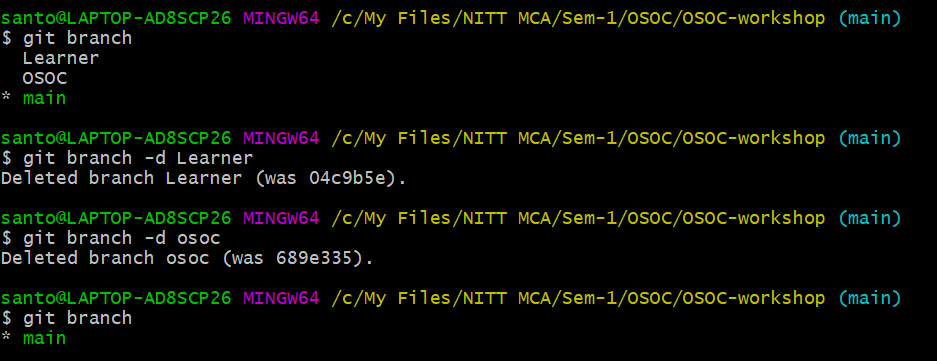 santo@LAPTOP-AD8SCP26 MINGW64 /c/My Files/NITT MCA/Sem-1/OSOC/OSOC-workshop (main)
$ git branch
  Learner
  OSOC
* main

santo@LAPTOP-AD8SCP26 MINGW64 /c/My Files/NITT MCA/Sem-1/OSOC/OSOC-workshop (main)
$ git branch -d Learner
Deleted branch Learner (was 04c9b5e).

santo@LAPTOP-AD8SCP26 MINGW64 /c/My Files/NITT MCA/Sem-1/OSOC/OSOC-workshop (main)
$ git branch -d osoc
Deleted branch osoc (was 689e335).

santo@LAPTOP-AD8SCP26 MINGW64 /c/My Files/NITT MCA/Sem-1/OSOC/OSOC-workshop (main)
$ git branch
* main